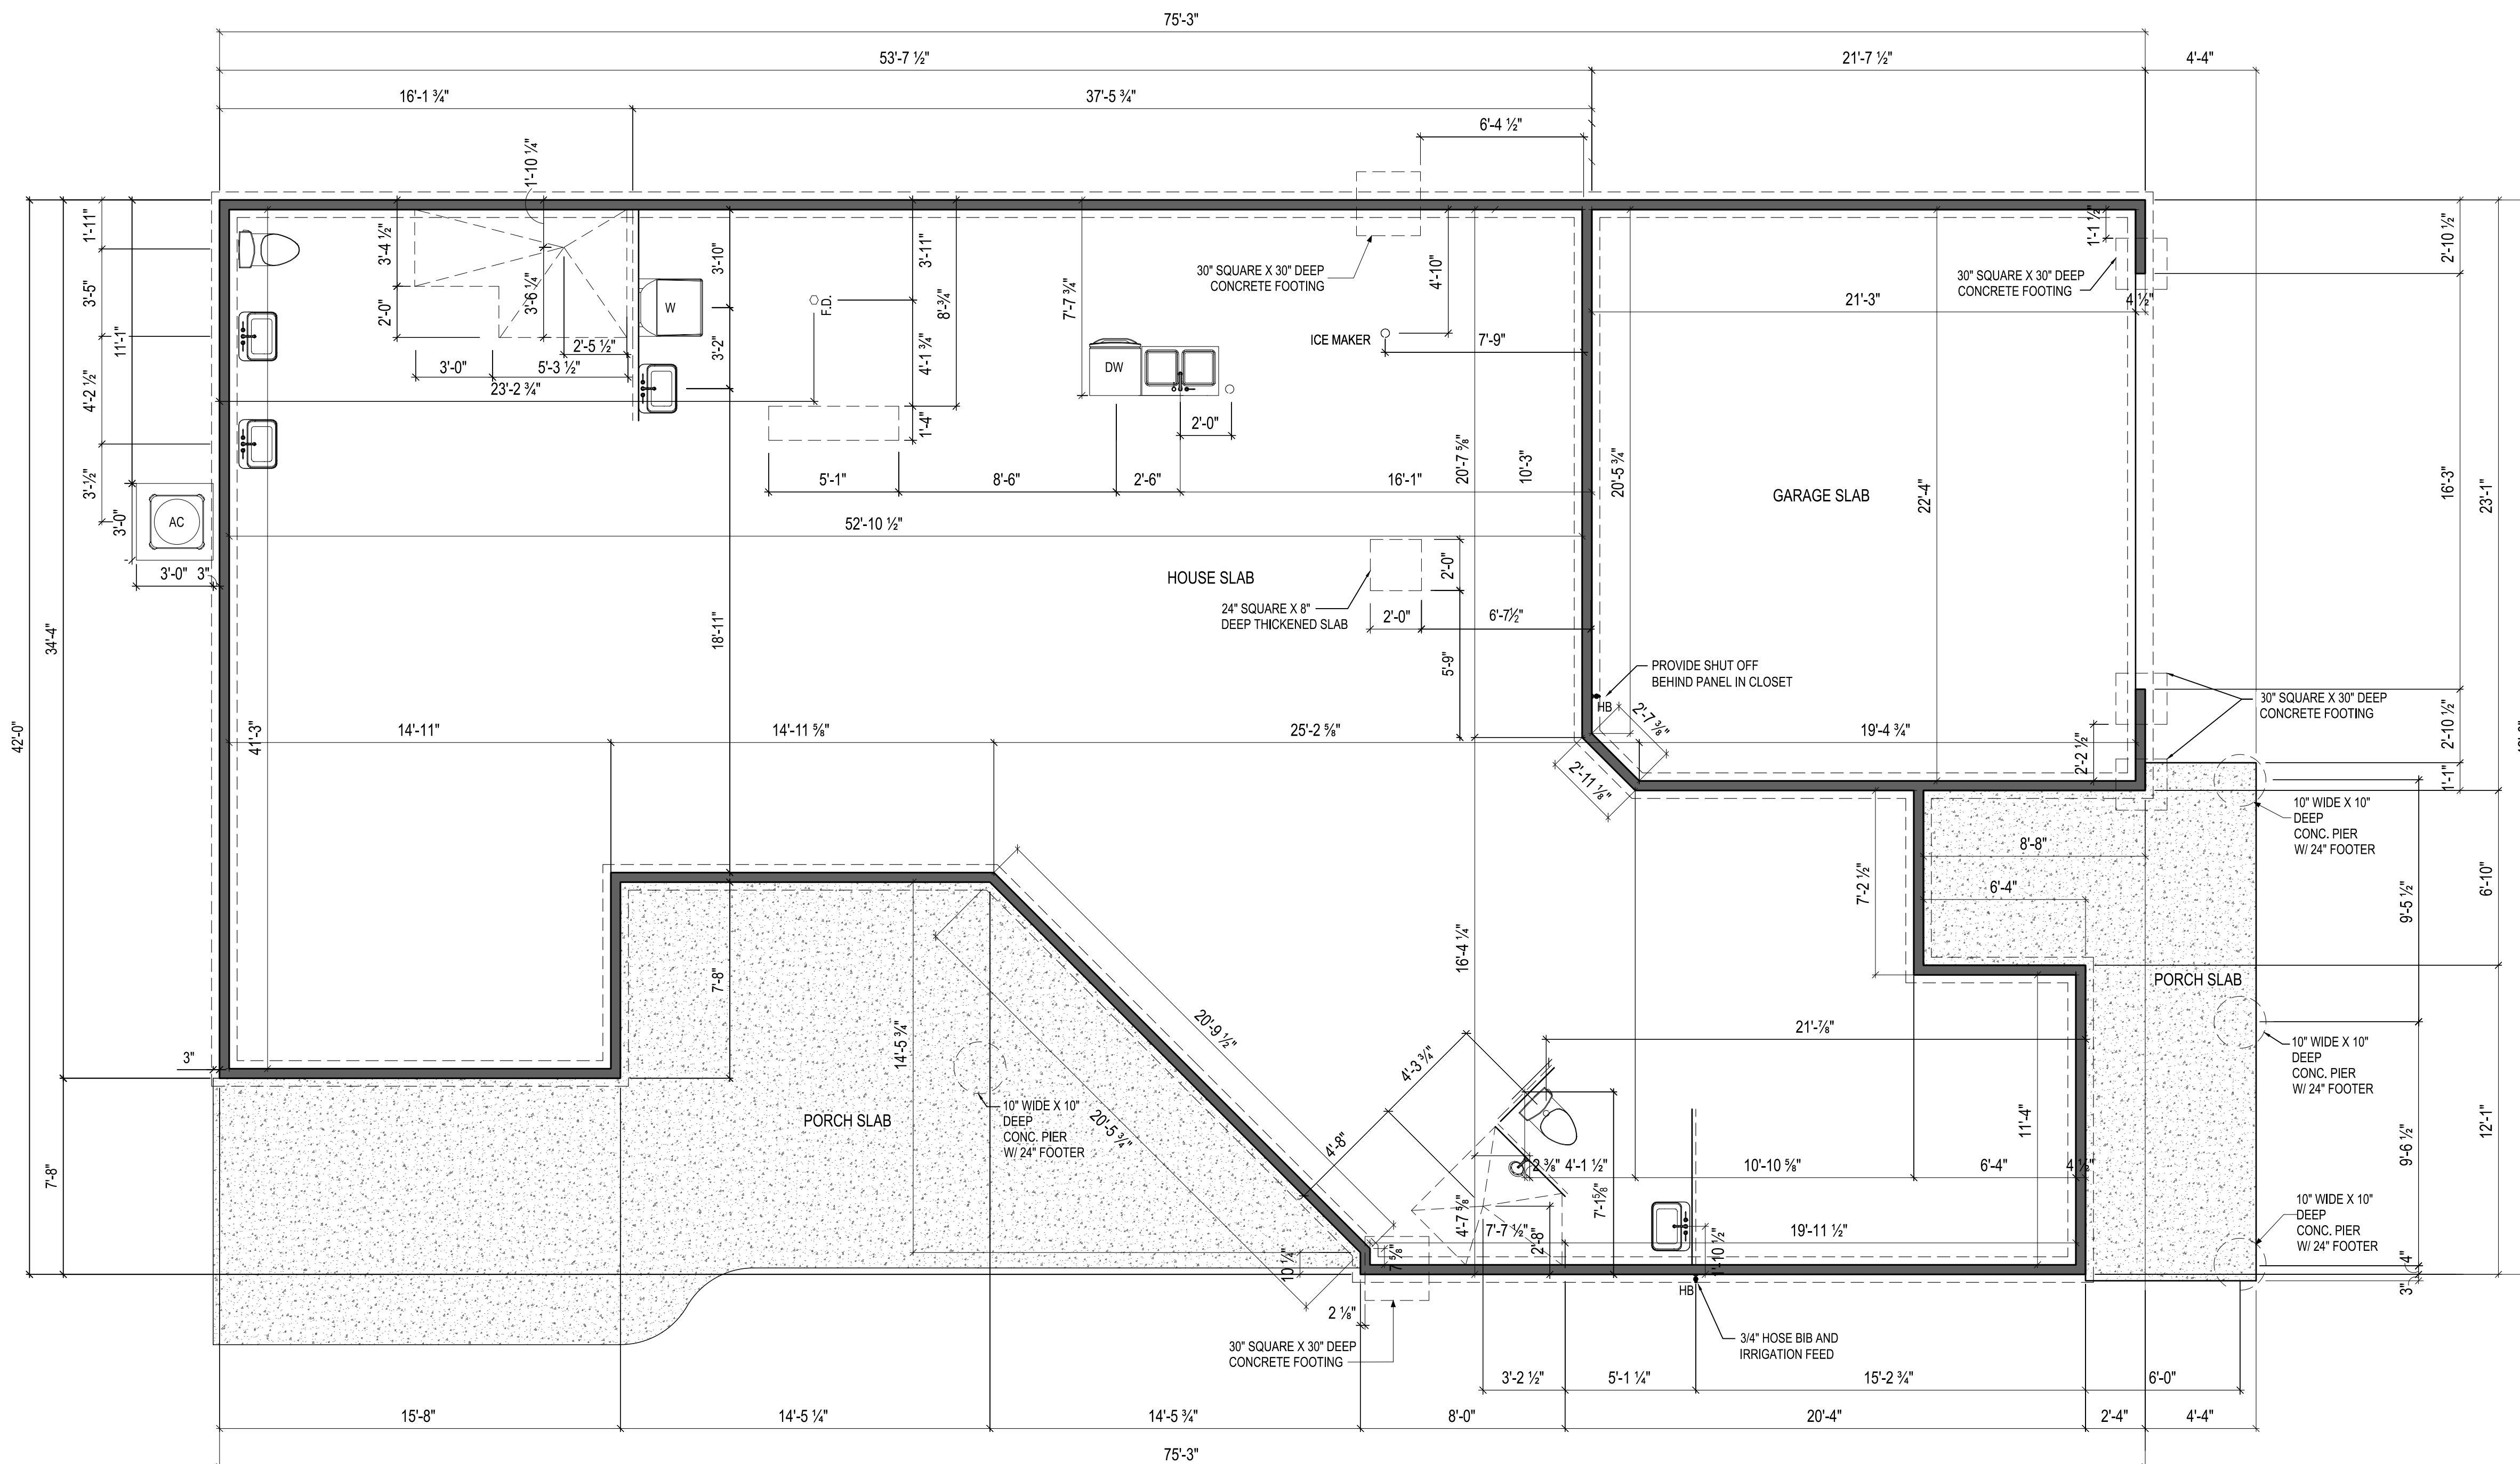 75'-3"
53'-7 ½"
21'-7 ½"
4'-4"
16'-1 ¾"
37'-5 ¾"
6'-4 ½"
1'-10 ¼"
1'-11"
3'-5"
11'-1"
4'-2 ½"
3'-½"
3'-0"
AC
3'-0"
3"
34'-4"
42'-0"
7'-8"
3"
3'-4 ½"
2'-0"
3'-6 ¼"
2'-5 ½"
3'-0"
5'-3 ½"
23'-2 ¾"
W
3'-10"
3'-2"
F.D.
3'-11"
8'-¾"
4'-1 ¾"
1'-4"
7'-7 ¾"
DW
2'-0"
5'-1"
8'-6"
2'-6"
16'-1"
52'-10 ½"
30" SQUARE X 30" DEEP
CONCRETE FOOTING
ICE MAKER
4'-10"
7'-9"
20'-7 ⅝"
10'-3"
20'-5 ¾"
HOUSE SLAB
24" SQUARE X 8"
DEEP THICKENED SLAB
2'-0"
2'-0"
6'-7½"
5'-9"
18'-11"
41'-3"
14'-11"
14'-11 ⅝"
25'-2 ⅝"
GARAGE SLAB
22'-4"
21'-3"
4 ½"
1'-1 ½"
30" SQUARE X 30" DEEP
CONCRETE FOOTING
2'-10 ½"
16'-3"
23'-1"
2'-10 ½"
1'-1"
PROVIDE SHUT OFF
BEHIND PANEL IN CLOSET
HB
2'-7 ⅜"
2'-11 ⅛"
19'-4 ¾"
2'-2 ½"
30" SQUARE X 30" DEEP
CONCRETE FOOTING
10" WIDE X 10"
DEEP
CONC. PIER
W/ 24" FOOTER
8'-8"
6'-4"
7'-2 ½"
6'-10"
9'-5 ½"
PORCH SLAB
10" WIDE X 10"
DEEP
CONC. PIER
W/ 24" FOOTER
7'-8"
14'-5 ¾"
20'-9 ½"
20'-5 ¾"
PORCH SLAB
10" WIDE X 10"
DEEP
CONC. PIER
W/ 24" FOOTER
16'-4 ¼"
4'-3 ¾"
4'-8"
21'-⅞"
11'-4"
12'-1"
9'-6 ½"
2 ⅜"
4'-1 ½"
10'-10 ⅝"
6'-4"
4 ½"
4'-7 ⅝"
7'-7 ½"
2'-8"
7'-1⅝"
19'-11 ½"
1'-10 ½"
7 ⅝"
10 ¼"
2 ⅛"
10" WIDE X 10"
DEEP
CONC. PIER
W/ 24" FOOTER
4"
3"
HB
3/4" HOSE BIB AND
IRRIGATION FEED
30" SQUARE X 30" DEEP
CONCRETE FOOTING
3'-2 ½"
5'-1 ¼"
15'-2 ¾"
6'-0"
15'-8"
14'-5 ¼"
14'-5 ¾"
8'-0"
20'-4"
2'-4"
4'-4"
75'-3"